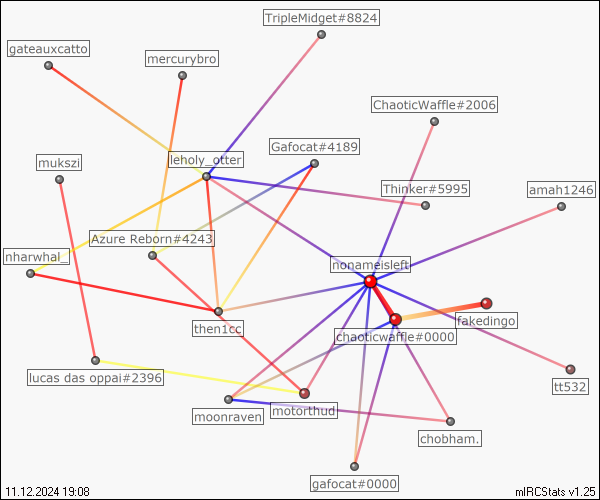 TripleMidget#8824
gateauxcatto
mercurybro
ChaoticWaffle#2006
Gafocat#4189
leholy_otter
mukszi
Thinker#5995
amah1246
Azure Reborn#4243
nharwhal_
nonameisleft
fakedingo
then1cc
chaoticwaffle#0000
lucas das oppai#2396
tt532
moonraven
motorthud
chobham.
gafocat#0000
11.12.2024 19:08
mIRCStats v1.25